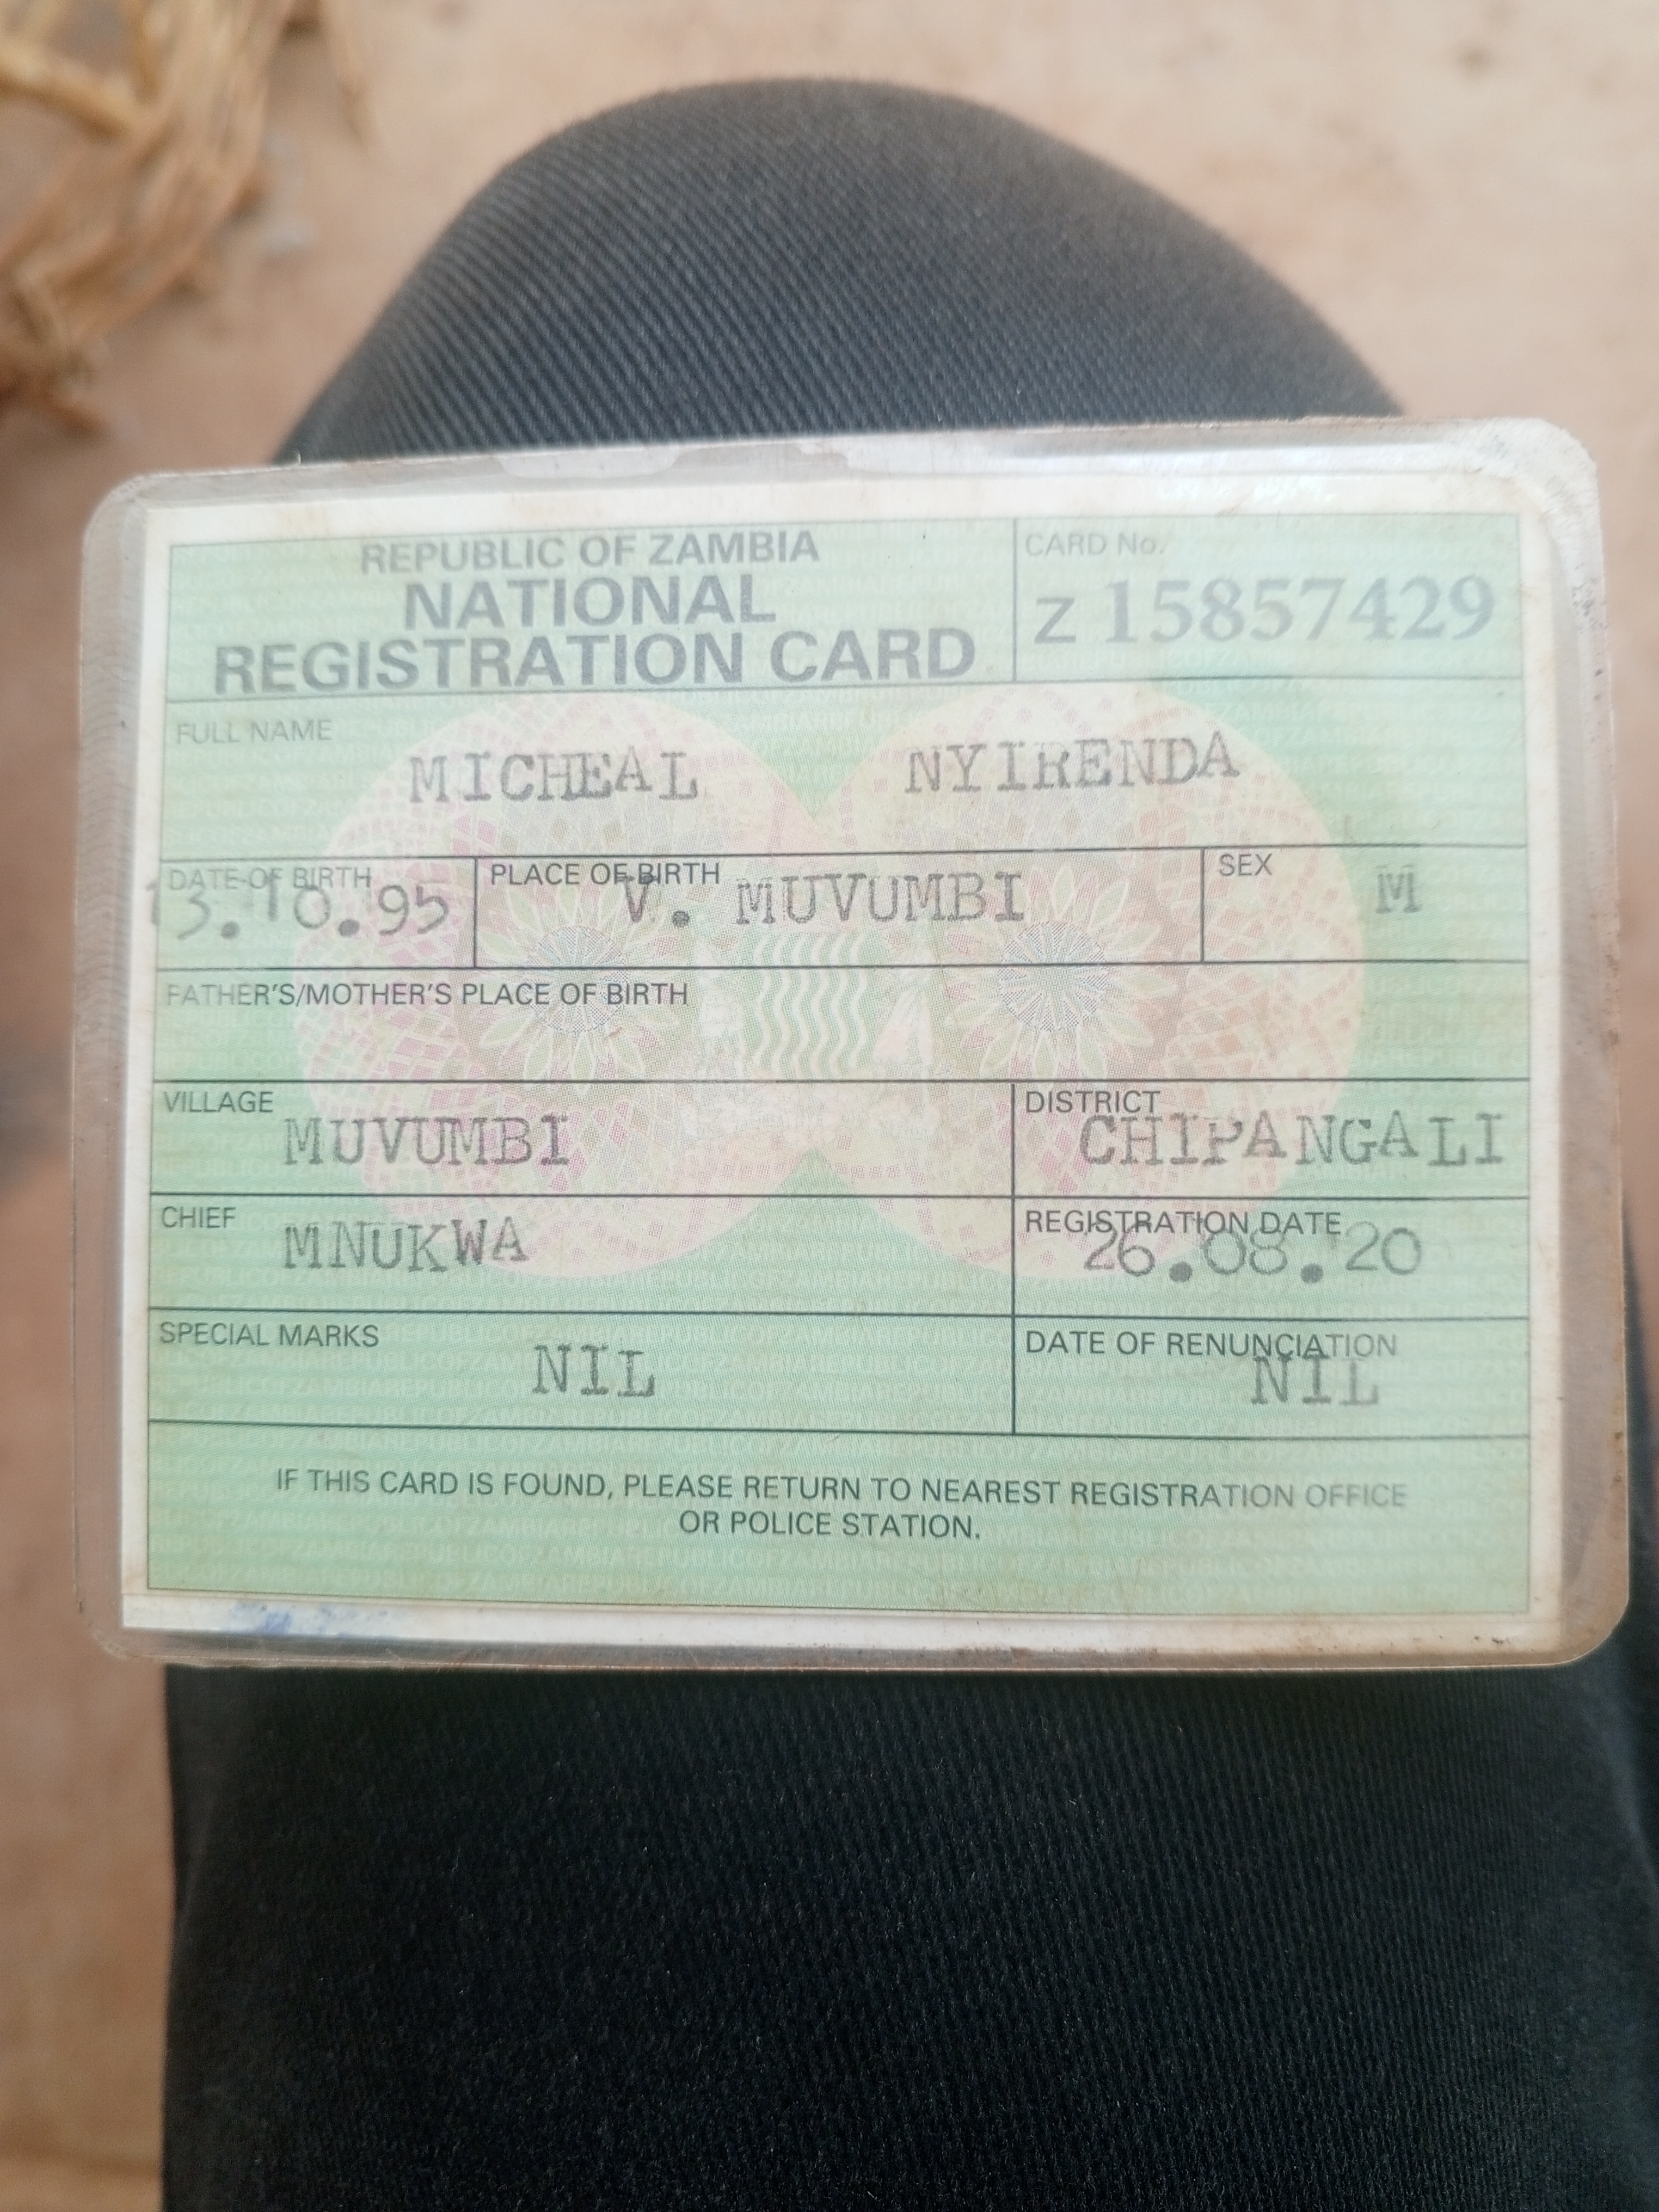 REPUBLIC OF ZAMBIA
NATIONAL
REGISTRATION CARD
CARD No.
Z 15857429
FULL NAME
MICHEAL NYIRENDA
DATE OF BIRTH
13.10.95
PLACE OF BIRTH
V. MUVUMBI
SEX
M
FATHER'S/MOTHER'S PLACE OF BIRTH
VILLAGE
MUVUMBI
DISTRICT
CHIPANGALI
CHIEF
MNUKWA
REGISTRATION DATE
26.08.20
SPECIAL MARKS
NIL
DATE OF RENUNCIATION
NIL
IF THIS CARD IS FOUND, PLEASE RETURN TO NEAREST REGISTRATION OFFICE
OR POLICE STATION.